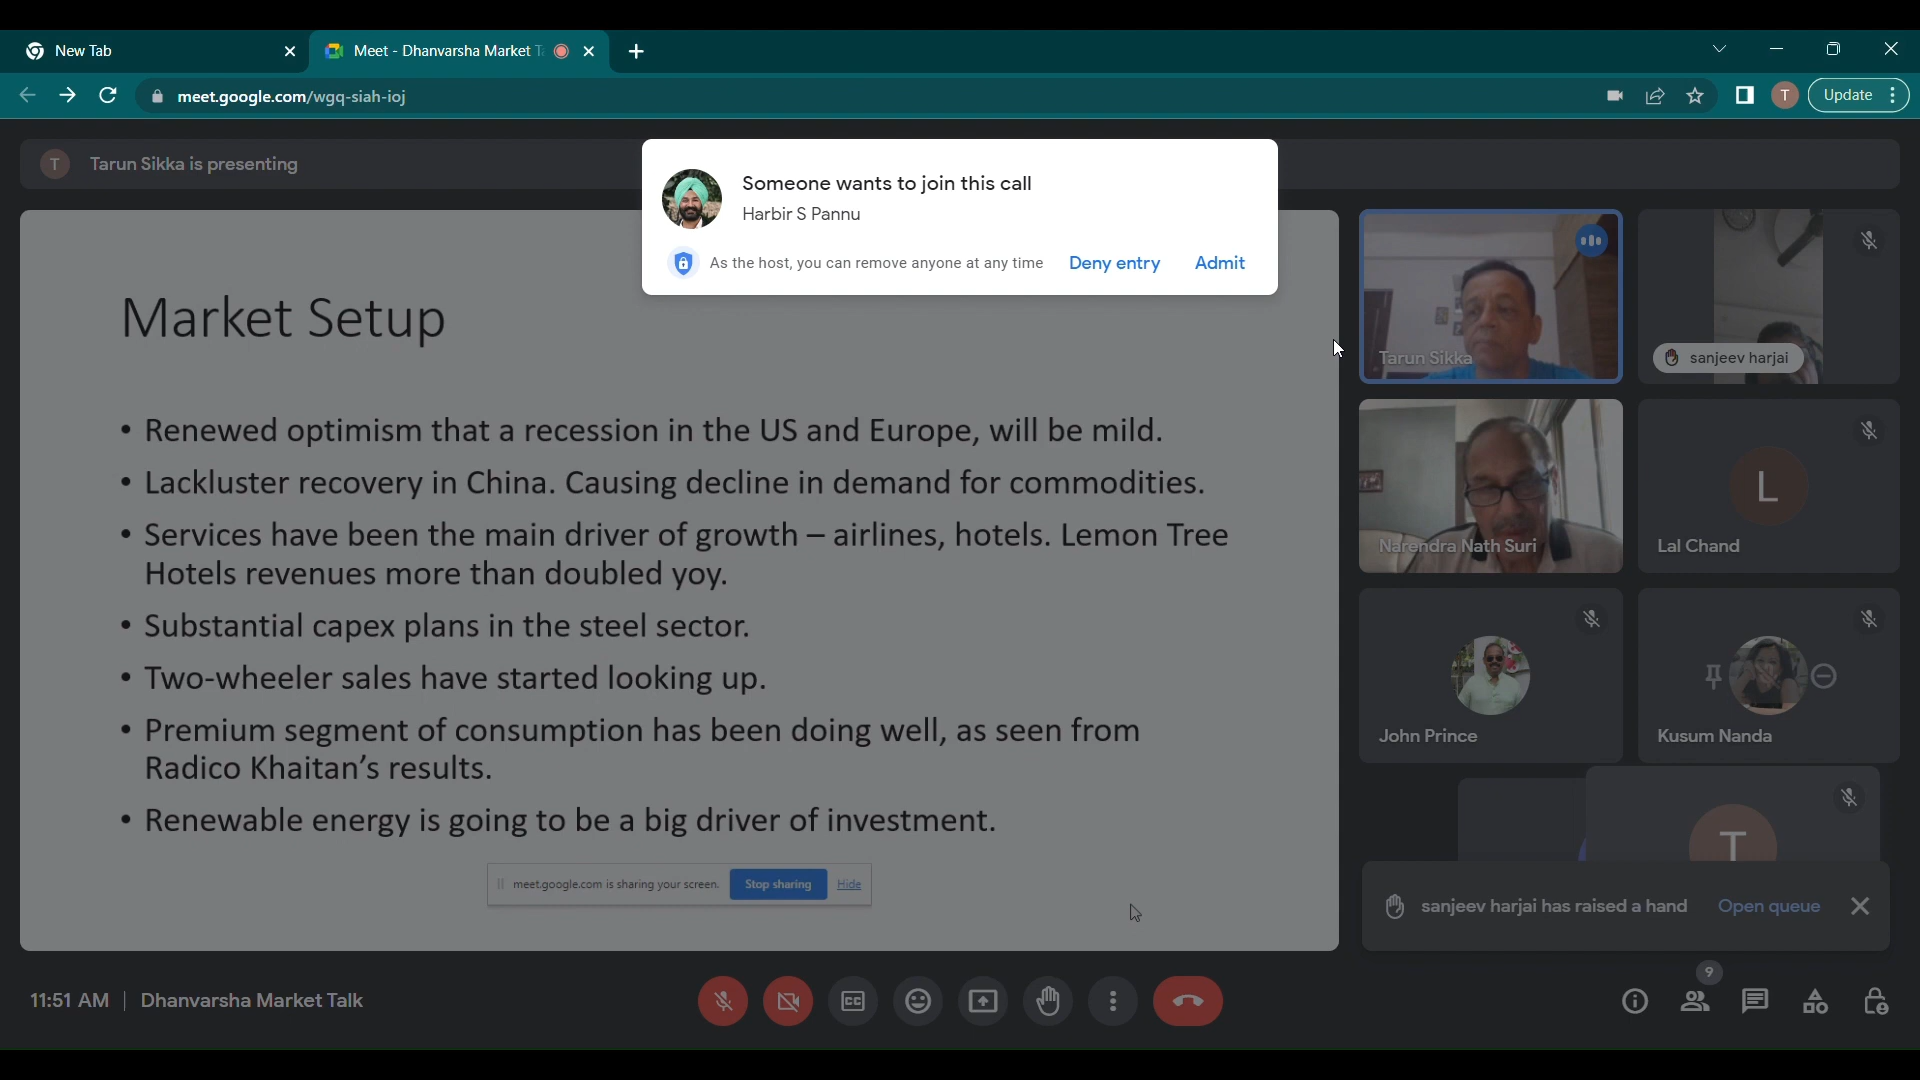 New Tab
Meet - Dhanvarsha Market
meet.google.com/wgq-siah-ioj
T
Update
T
Tarun Sikka is presenting
Someone wants to join this call
Harbir S Pannu
As the host, you can remove anyone at any time
Deny entry
Admit
Market Setup
• Renewed optimism that a recession in the US and Europe, will be mild.
• Lackluster recovery in China. Causing decline in demand for commodities.
• Services have been the main driver of growth – airlines, hotels. Lemon Tree
Hotels revenues more than doubled yoy.
• Substantial capex plans in the steel sector.
• Two-wheeler sales have started looking up.
• Premium segment of consumption has been doing well, as seen from
Radico Khaitan's results.
• Renewable energy is going to be a big driver of investment.
meet.google.com is sharing your screen.
Stop sharing
Hide
Tarun Sikka
sanjeev harjai
Narendra Nath Suri
L
Lal Chand
John Prince
Kusum Nanda
T
sanjeev harjai has raised a hand
Open queue
11:51 AM | Dhanvarsha Market Talk
CC
9